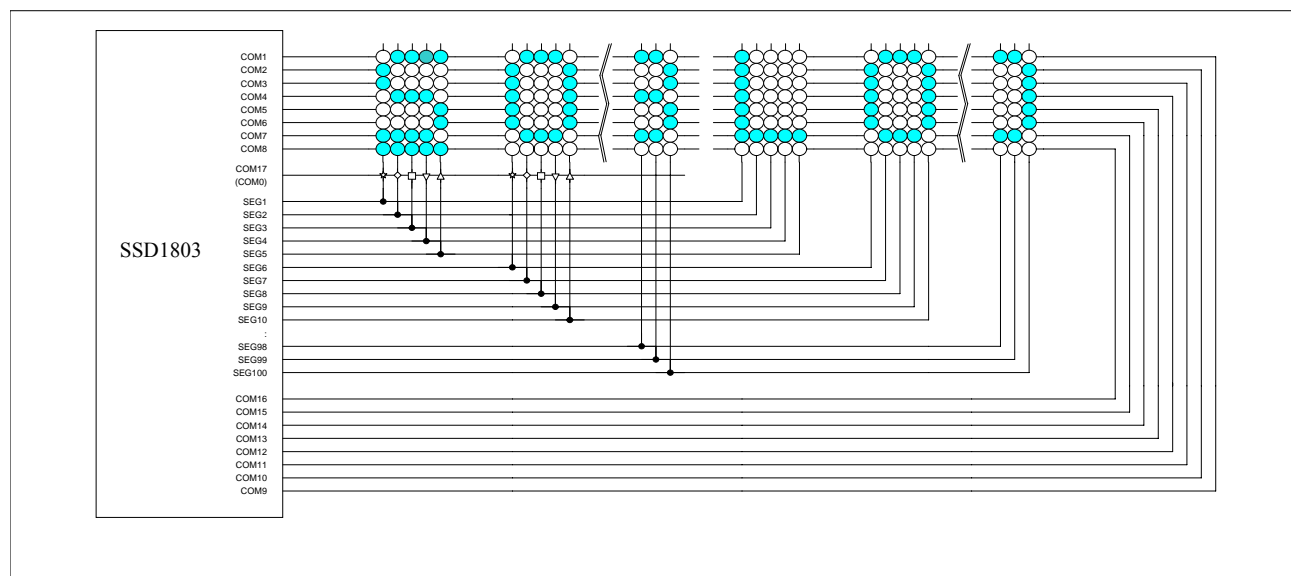 COM1
COM2
COM3
COM4
COM5
COM6
COM7
COM8
COM17
(COM0)
SEG1
SEG2
SEG3
SSD1803
SEG4
SEG5
SEG6
SEG7
SEG8
SEG9
SEG10
:
SEG98
SEG99
SEG100
COM16
COM15
COM14
COM13
COM12
COM11
COM10
COM9